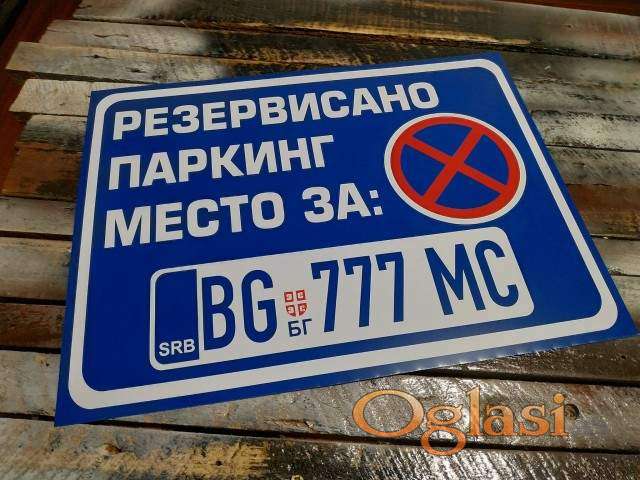 РЕЗЕРВИСАНО
ПАРКИНГ
МЕСТО ЗА:
SRB BG БГ 777 MC
Oglasi